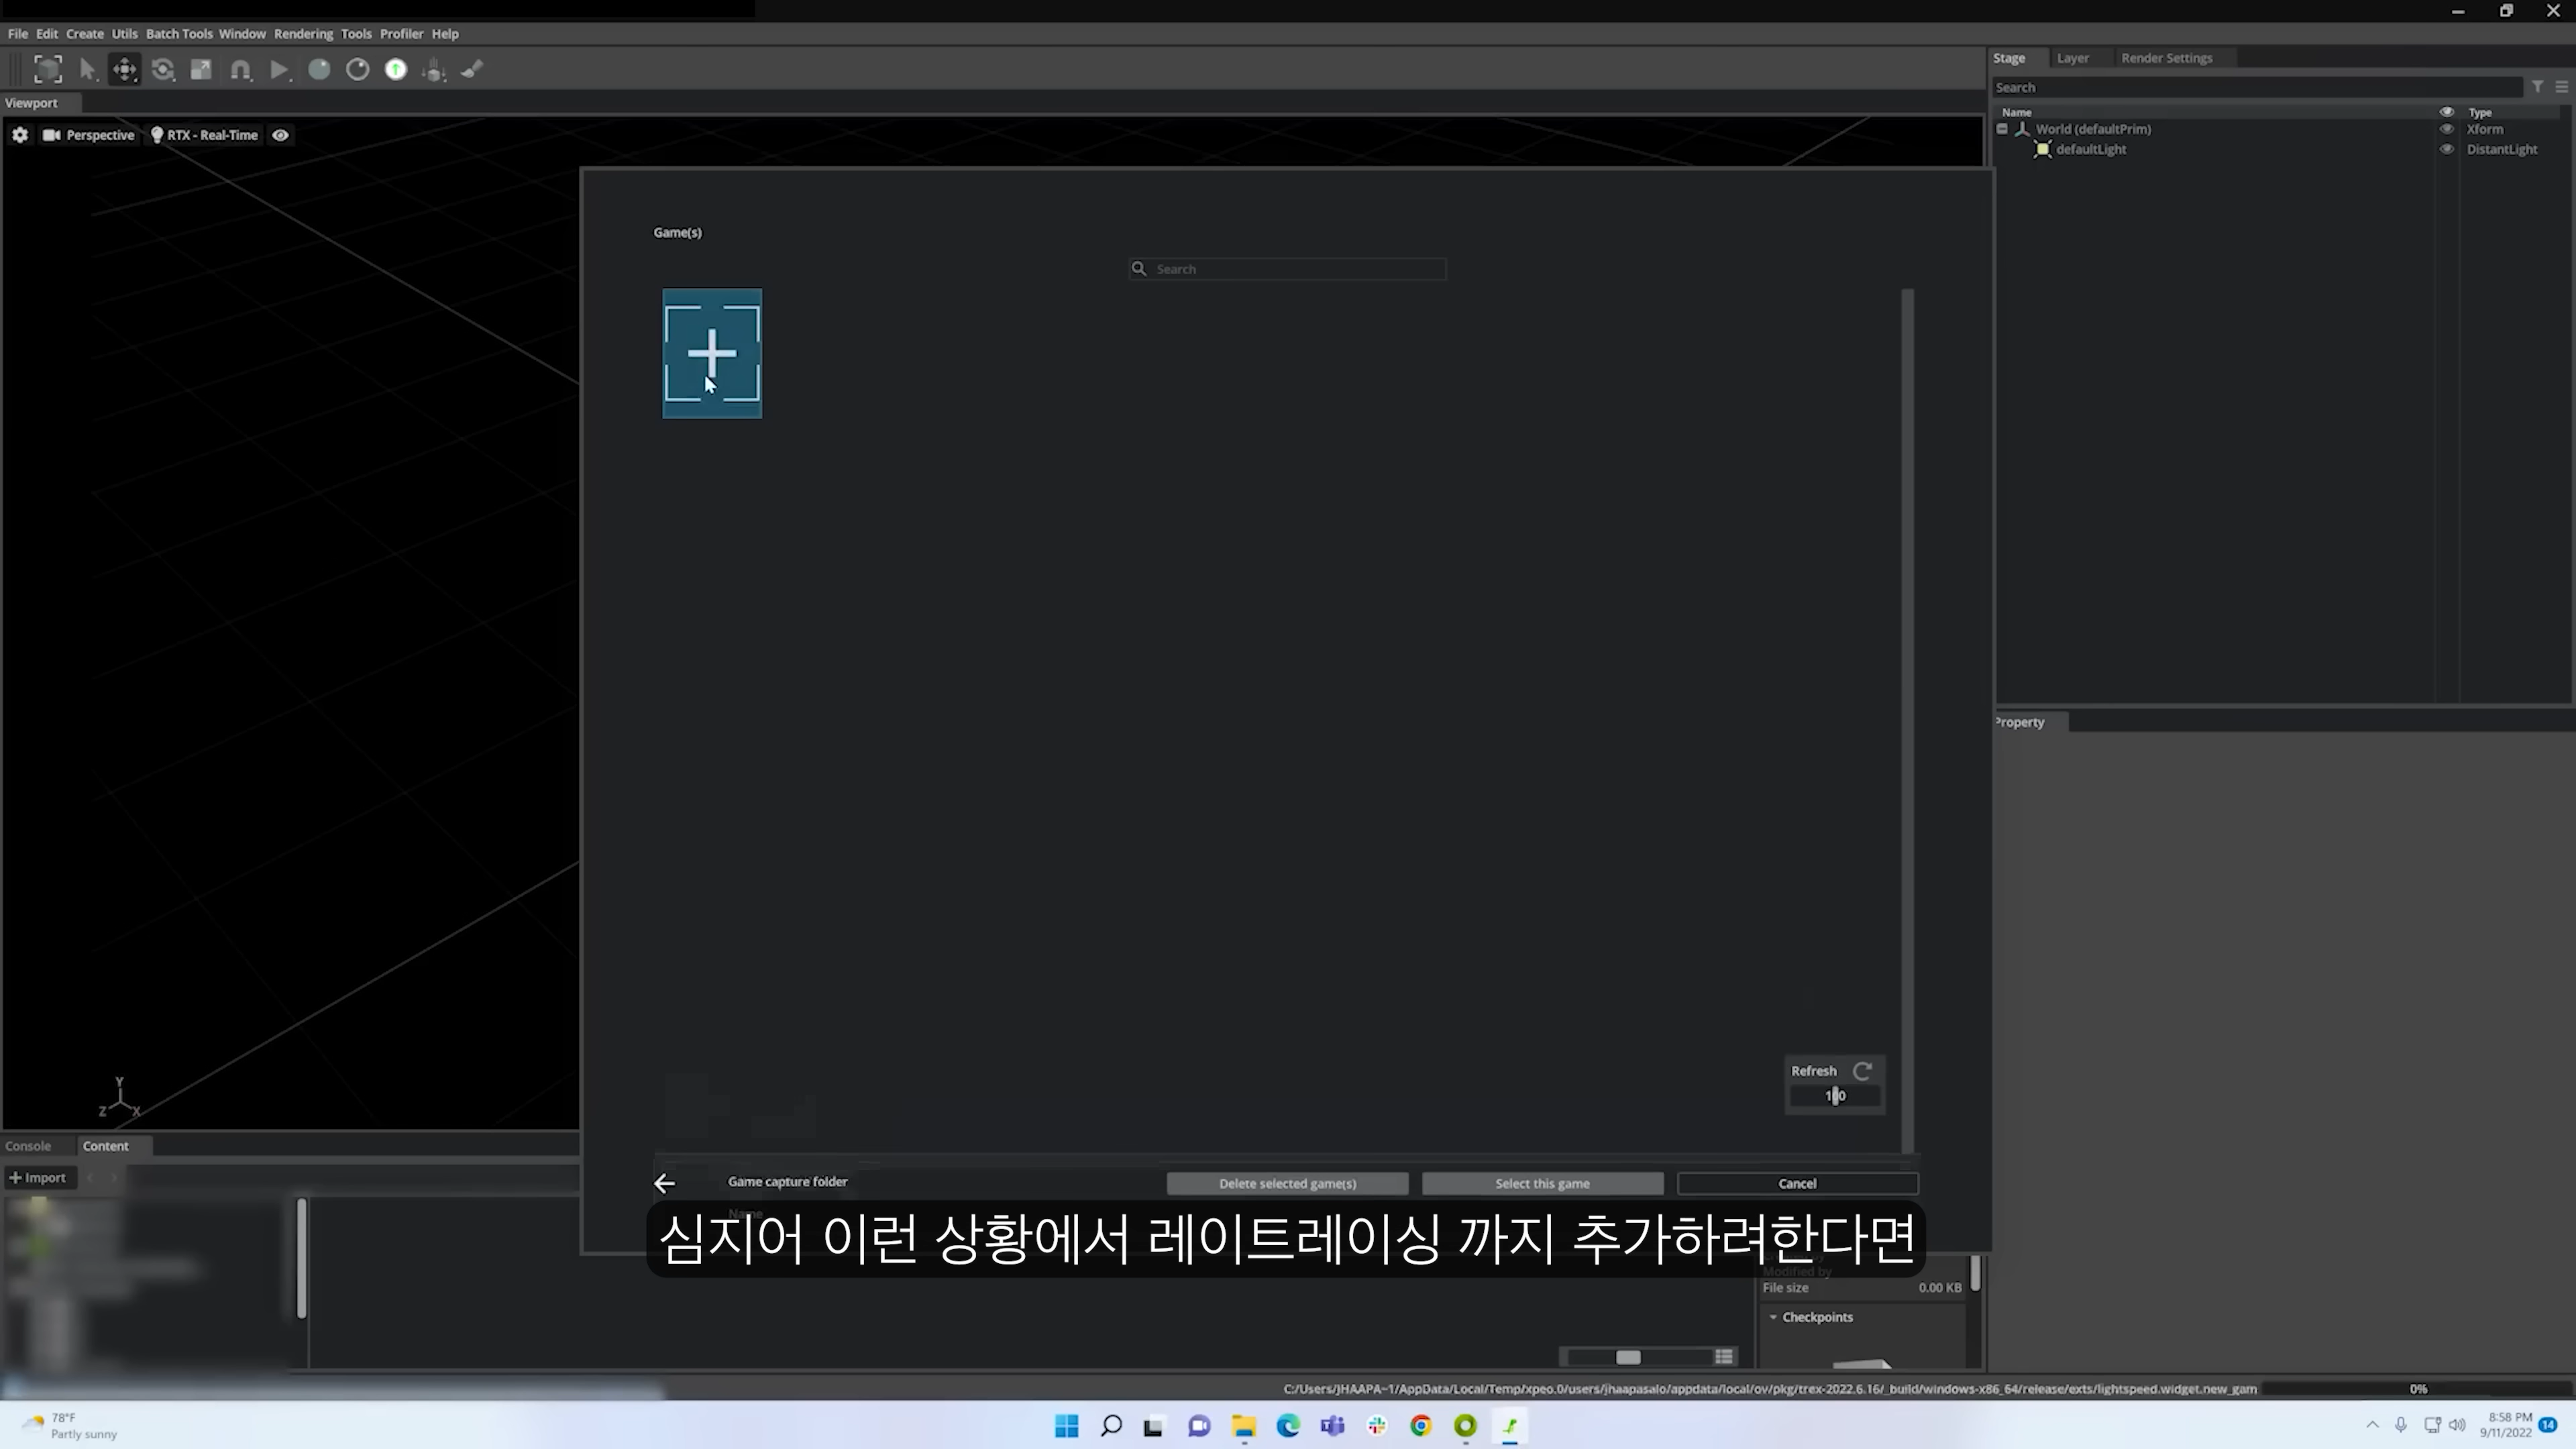 File Edit Create Utils Batch Tools Window Rendering Tools Profiler Help
Stage Layer Render Settings
Viewport
Search
Perspective RTX - Real-Time
Name Type
World (defaultPrim) Xform
defaultLight DistantLight
Game(s)
Search
Property
Refresh
100
Y
Z X
Console Content
Import
Game capture folder
Delete selected game(s) Select this game Cancel
Name
심지어 이런 상황에서 레이트레이싱 까지 추가하려한다면
Modified by
File size 0.00 KB
Checkpoints
C:/Users/JHAAPA~1/AppData/Local/Temp/xpeo.0/users/jhaapasalo/appdata/local/ov/pkg/trex-2022.6.16/_build/windows-x86_64/release/exts/lightspeed.widget.new_gam 0%
78°F
Partly sunny
8:58 PM
9/11/2022
14